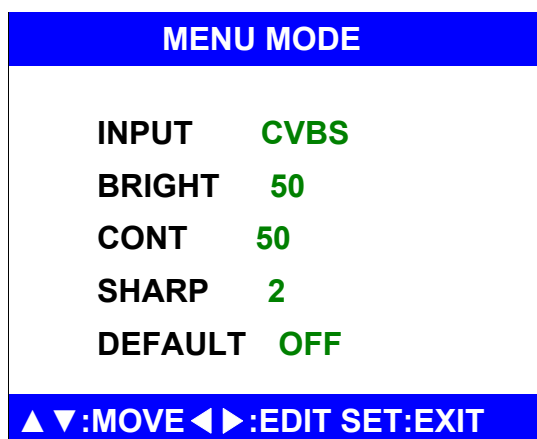 MENU MODE
INPUT CVBS
BRIGHT 50
CONT 50
SHARP 2
DEFAULT OFF
▲▼:MOVE◀▶:EDIT SET:EXIT